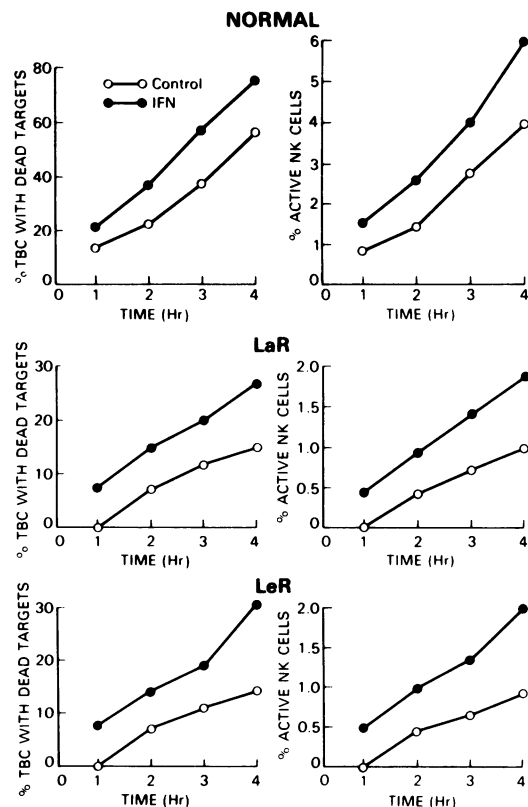 NORMAL
% TBC WITH DEAD TARGETS
80
60
40
20
0
Control
IFN
0 1 2 3 4
TIME (Hr)
% ACTIVE NK CELLS
6
5
4
3
2
1
0
0 1 2 3 4
TIME (Hr)
LaR
% TBC WITH DEAD TARGETS
30
20
10
0
0 1 2 3 4
TIME (Hr)
% ACTIVE NK CELLS
2.0
1.5
1.0
0.5
0
0 1 2 3 4
TIME (Hr)
LeR
% TBC WITH DEAD TARGETS
30
20
10
0
0 1 2 3 4
TIME (Hr)
% ACTIVE NK CELLS
2.0
1.5
1.0
0.5
0
0 1 2 3 4
TIME (Hr)